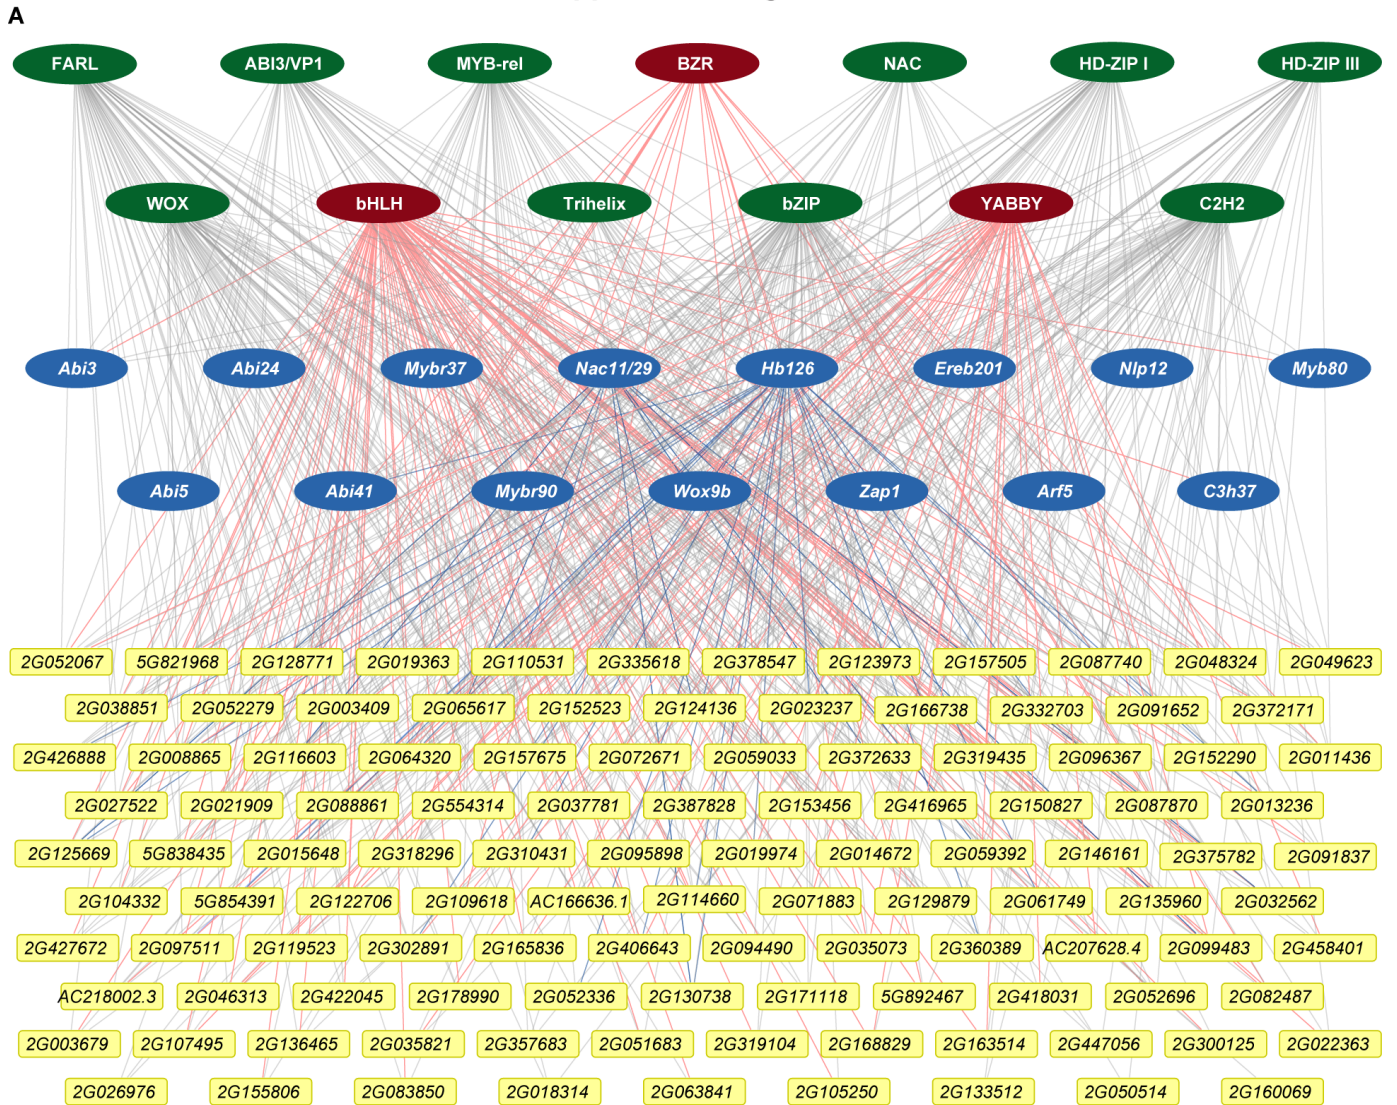 A
FARL ABI3/VP1 MYB-rel BZR NAC HD-ZIP I HD-ZIP III
WOX bHLH Trihelix bZIP YABBY C2H2
Abi3 Abi24 Mybr37 Nac11/29 Hb126 Ereb201 Nlp12 Myb80
Abi5 Abi41 Mybr90 Wox9b Zap1 Arf5 C3h37
2G052067 5G821968 2G128771 2G019363 2G110531 2G335618 2G378547 2G123973 2G157505 2G087740 2G048324 2G049623
2G038851 2G052279 2G003409 2G065617 2G152523 2G124136 2G023237 2G166738 2G332703 2G091652 2G372171
2G426888 2G008865 2G116603 2G064320 2G157675 2G072671 2G059033 2G372633 2G319435 2G096367 2G152290 2G011436
2G027522 2G021909 2G088861 2G554314 2G037781 2G387828 2G153456 2G416965 2G150827 2G087870 2G013236
2G125669 5G838435 2G015648 2G318296 2G310431 2G095898 2G019974 2G014672 2G059392 2G146161 2G375782 2G091837
2G104332 5G854391 2G122706 2G109618 AC166636.1 2G114660 2G071883 2G129879 2G061749 2G135960 2G032562
2G427672 2G097511 2G119523 2G302891 2G165836 2G406643 2G094490 2G035073 2G360389 AC207628.4 2G099483 2G458401
AC218002.3 2G046313 2G422045 2G178990 2G052336 2G130738 2G171118 5G892467 2G418031 2G052696 2G082487
2G003679 2G107495 2G136465 2G035821 2G357683 2G051683 2G319104 2G168829 2G163514 2G447056 2G300125 2G022363
2G026976 2G155806 2G083850 2G018314 2G063841 2G105250 2G133512 2G050514 2G160069